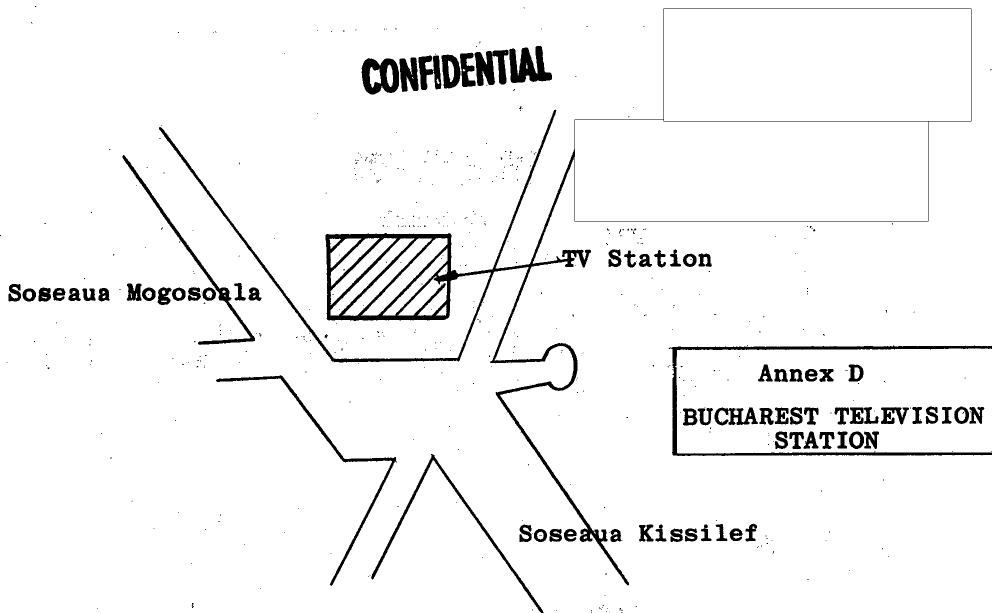 CONFIDENTIAL
TV Station
Soseaua Mogosoala
Annex D
BUCHAREST TELEVISION
STATION
Soseaua Kissilef